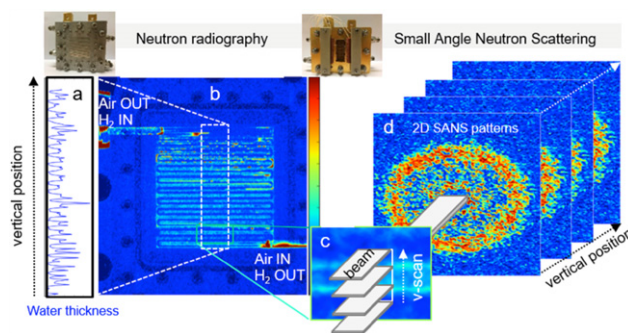 Neutron radiography
Small Angle Neutron Scattering
a
b
Air OUT
H₂ IN
vertical position
Air IN
H₂ OUT
Water thickness
c
beam
v-scan
d
2D SANS patterns
vertical position